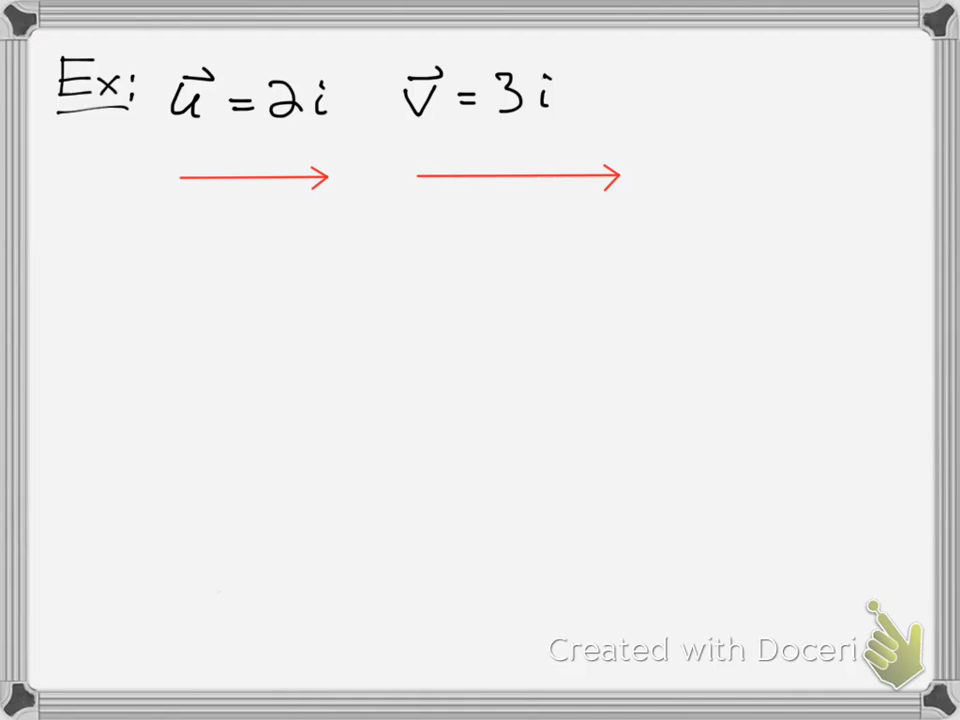 Ex: u⃗ = 2i v⃗ = 3i
Created with Doceri